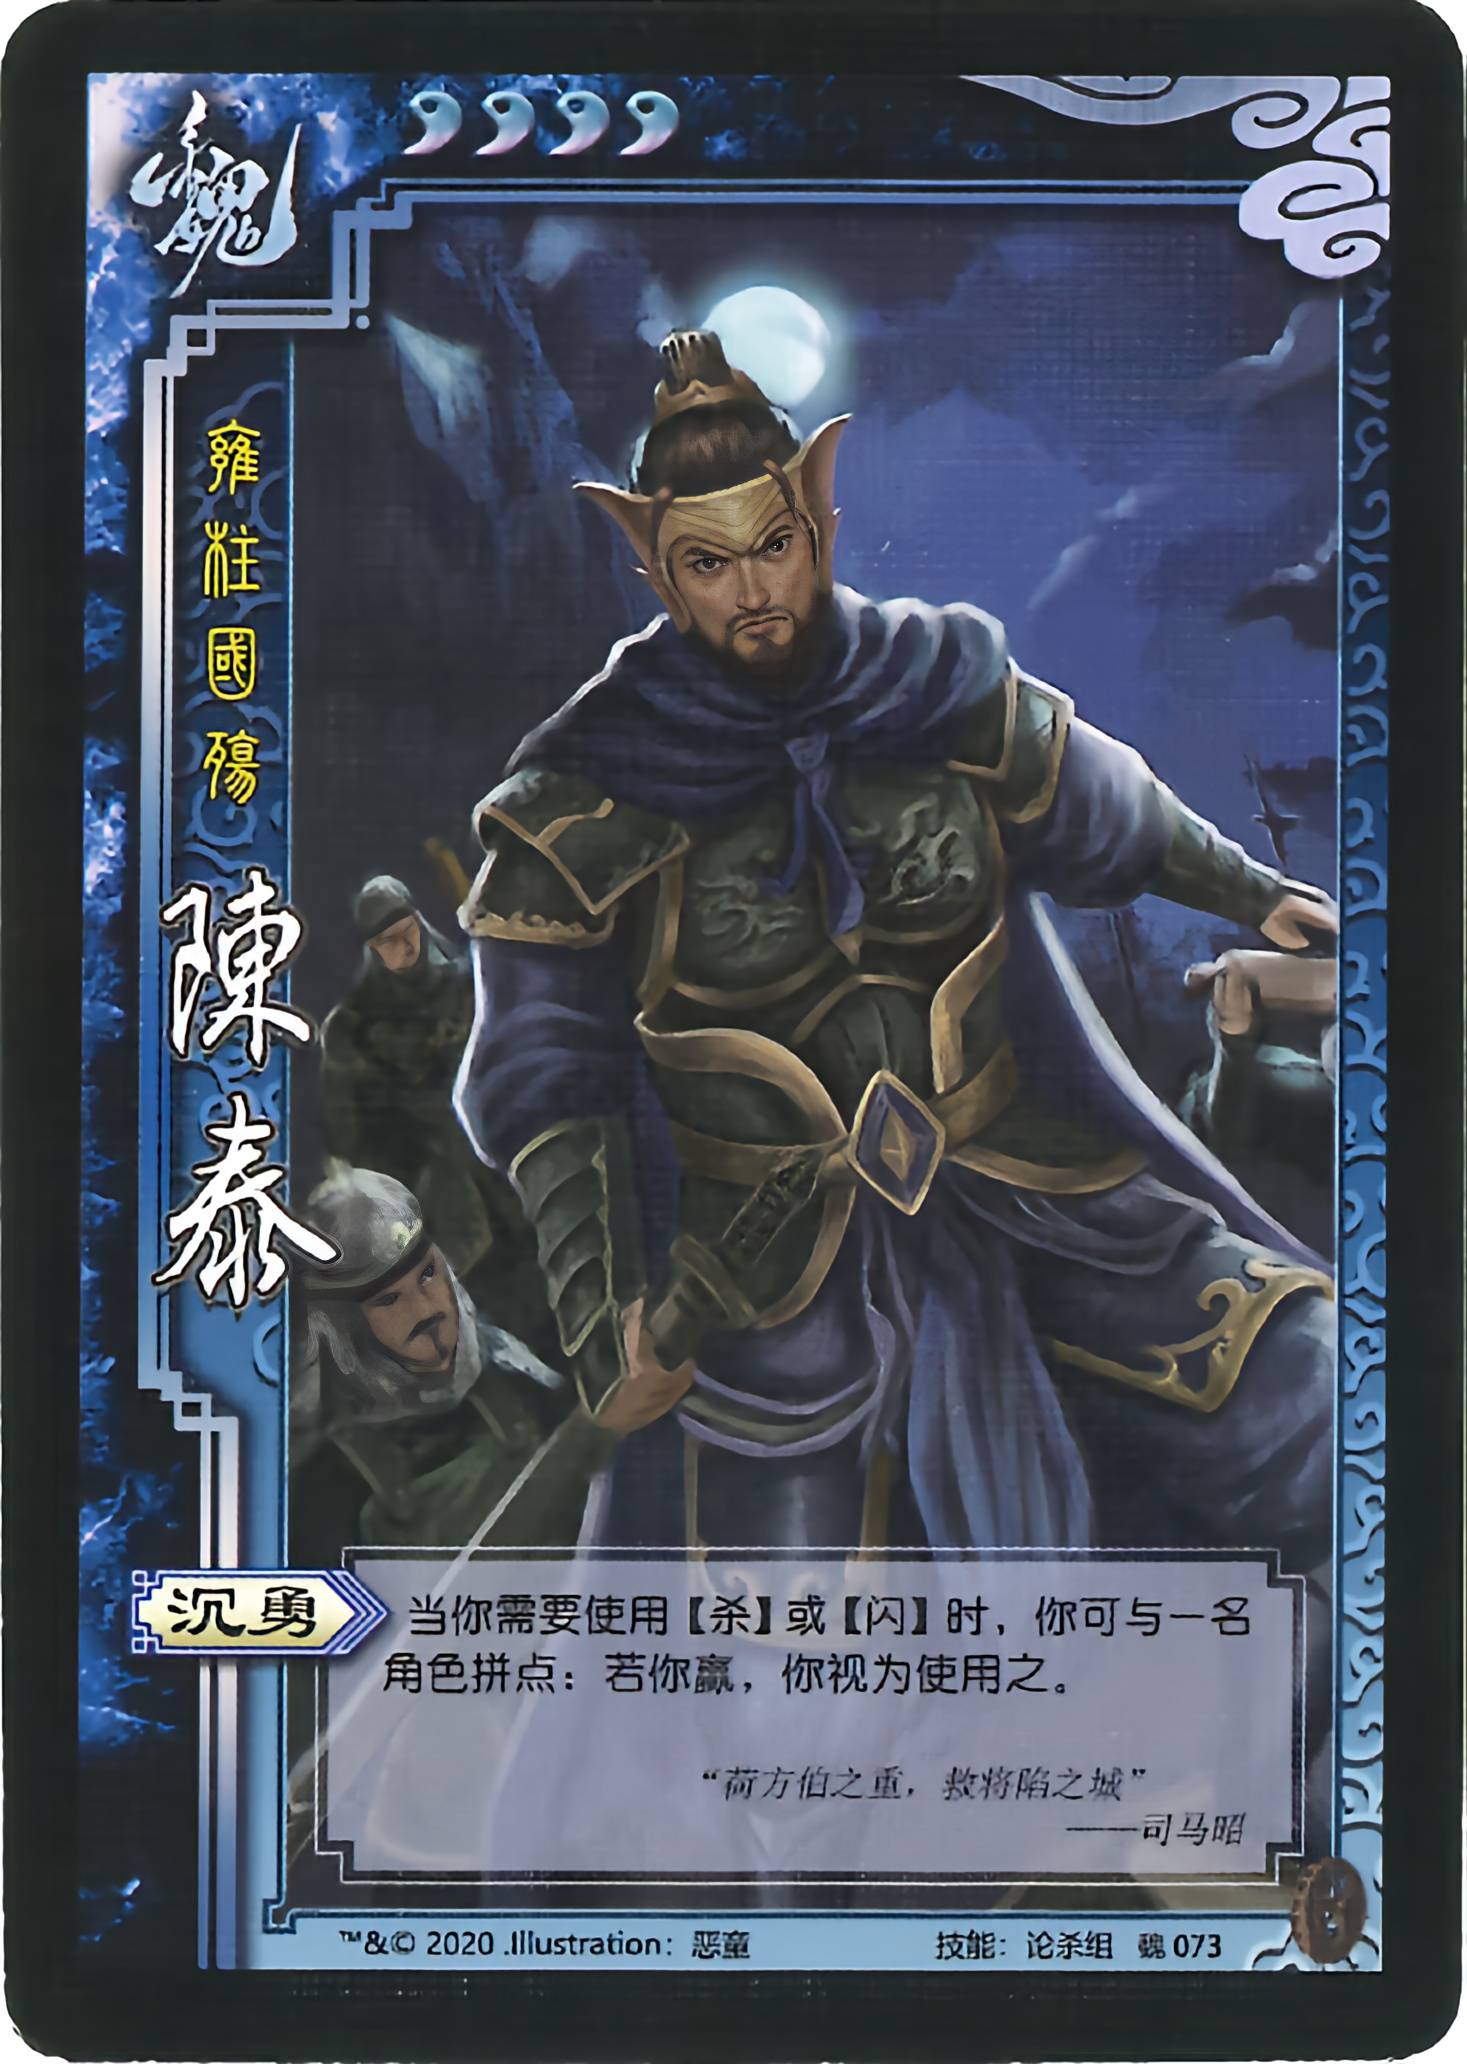 魏
雍柱國殤
陳泰
沉勇
当你需要使用【杀】或【闪】时，你可与一名
角色拼点：若你赢，你视为使用之。
“荷方伯之重，救将陷之城”
——司马昭
™&© 2020 .Illustration：恶童
技能：论杀组 魏 073